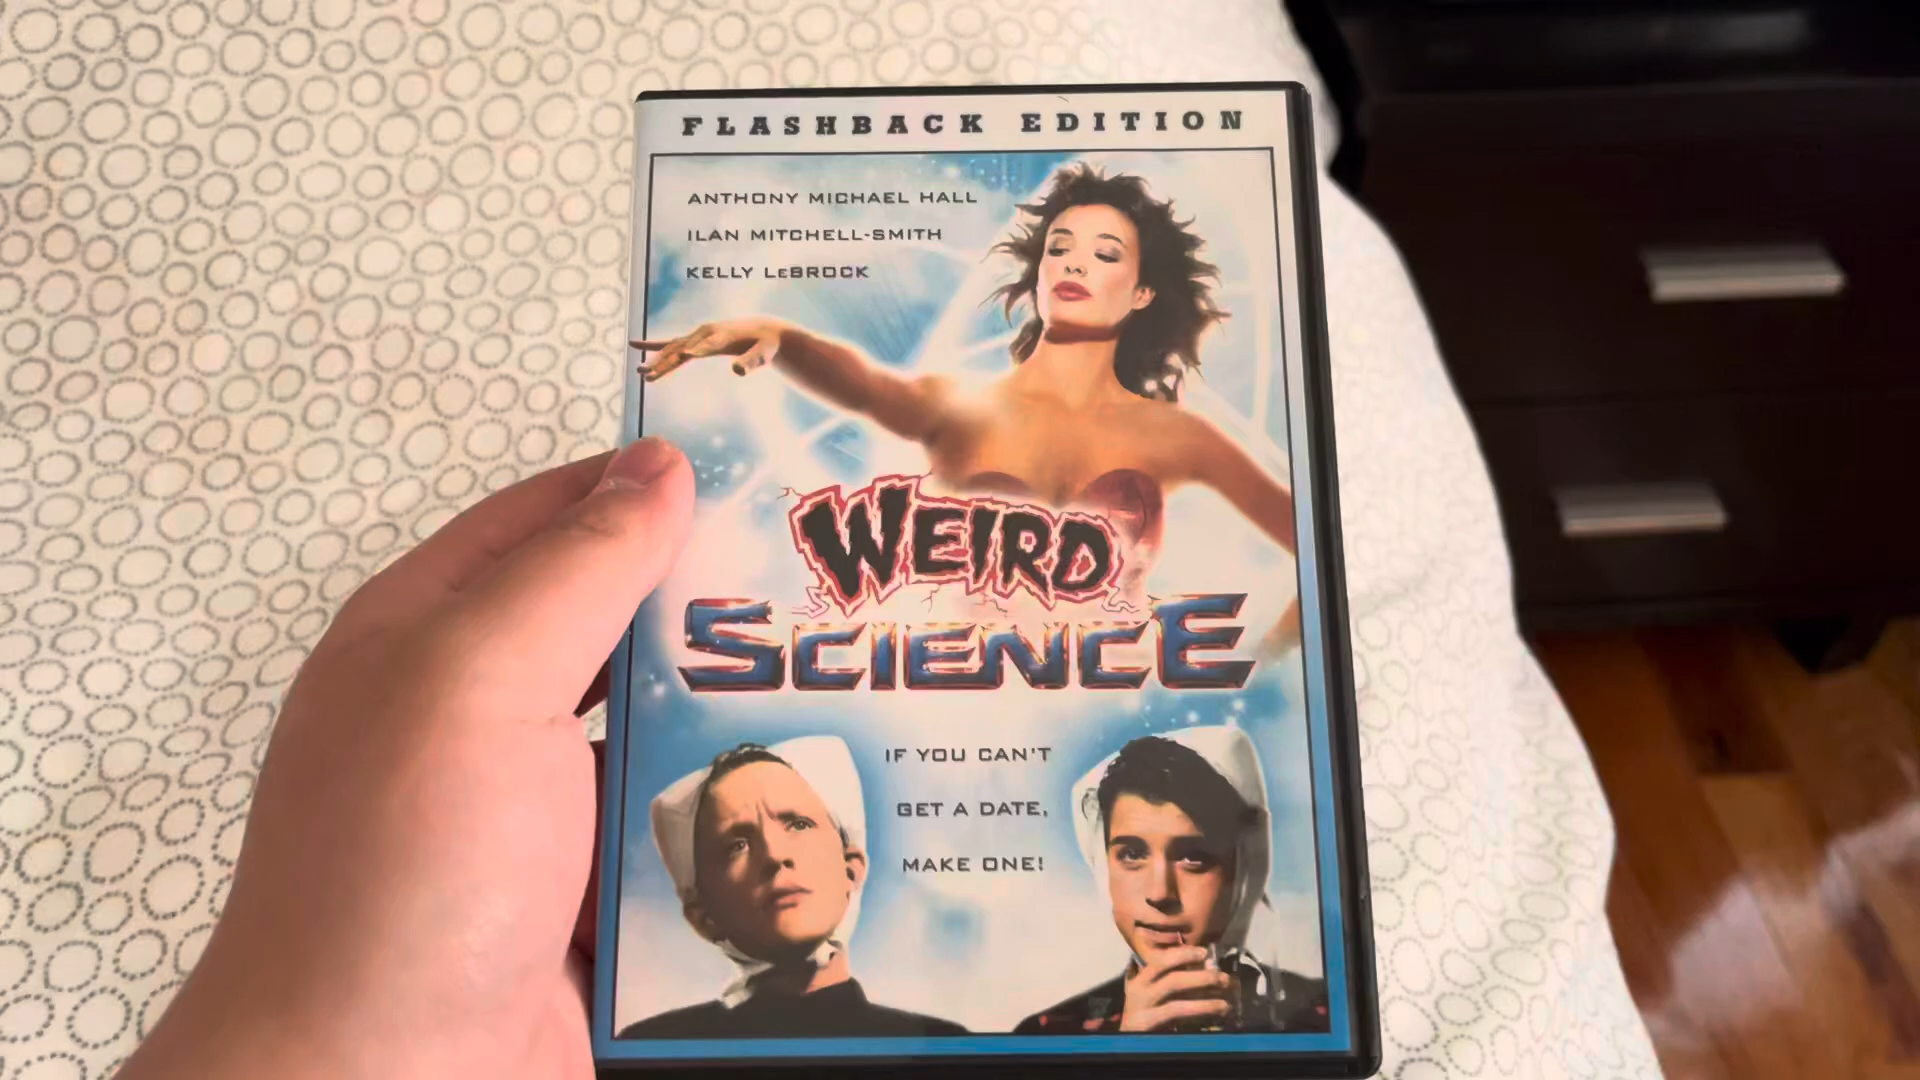 FLASHBACK EDITION
ANTHONY MICHAEL HALL
ILAN MITCHELL-SMITH
KELLY LeBROCK
WEIRD
SCIENCE
IF YOU CAN'T
GET A DATE,
MAKE ONE!